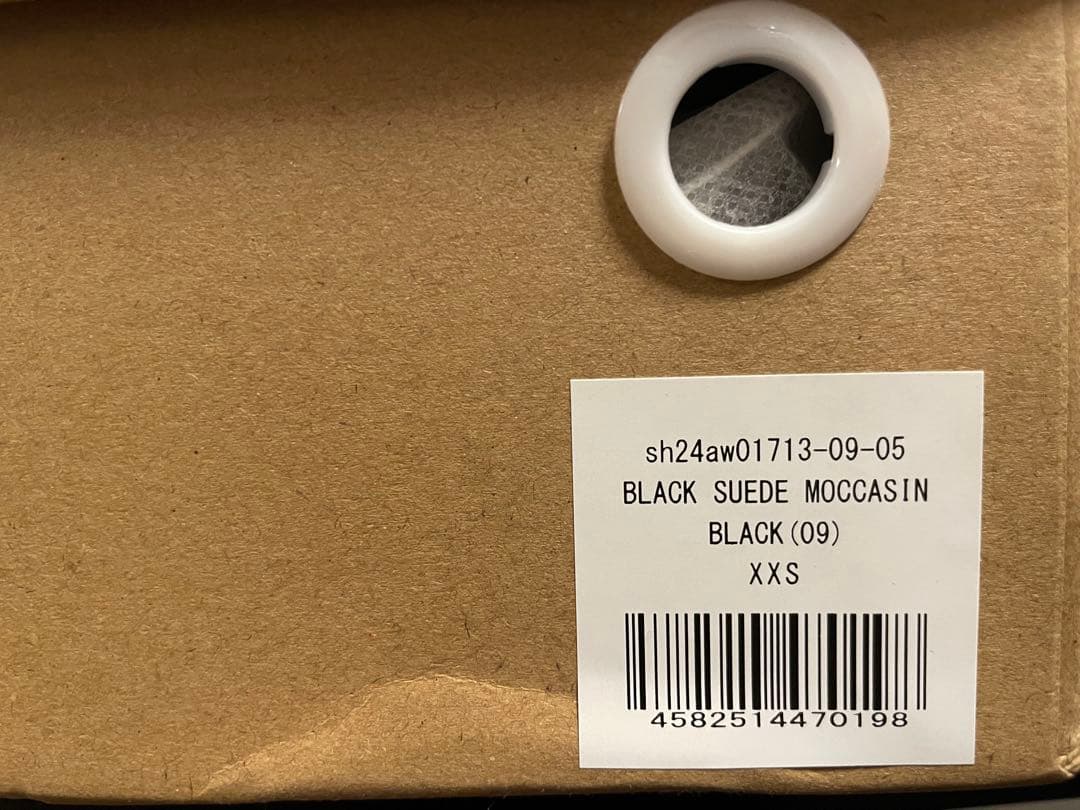 sh24aw01713-09-05
BLACK SUEDE MOCCASIN
BLACK(09)
XXS
4582514470198